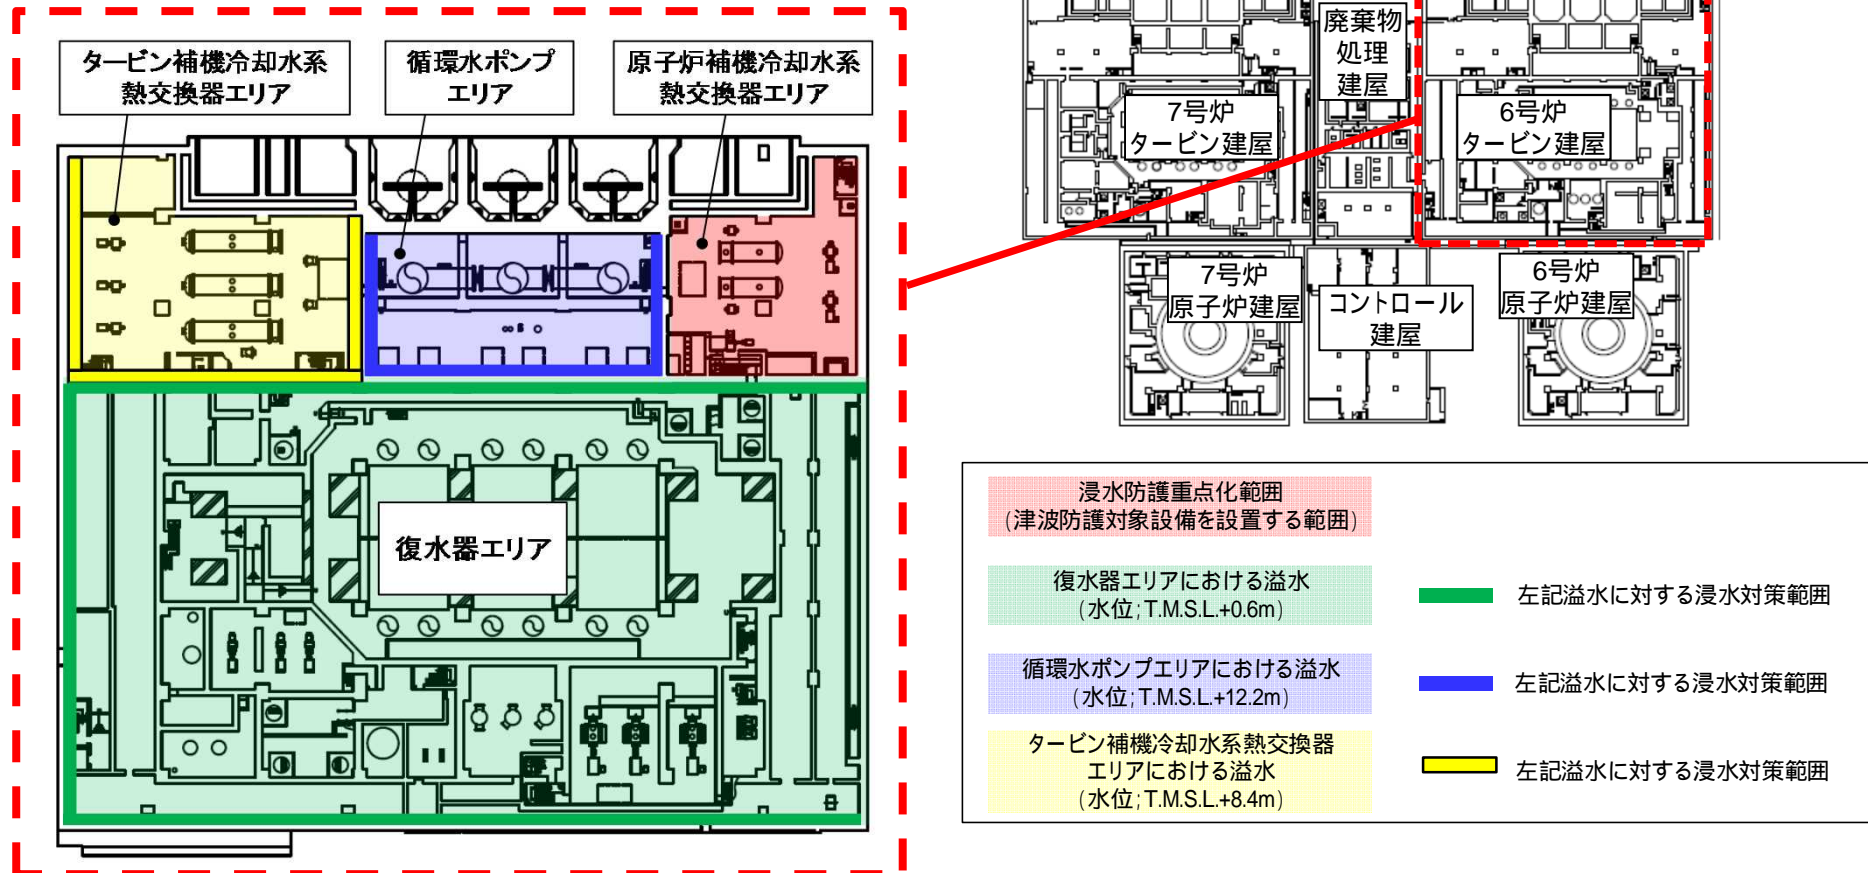 タービン補機冷却水系
熱交換器エリア
循環水ポンプ
エリア
原子炉補機冷却水系
熱交換器エリア
復水器エリア
廃棄物
処理
建屋
7号炉
タービン建屋
6号炉
タービン建屋
7号炉
原子炉建屋
コントロール
建屋
6号炉
原子炉建屋
浸水防護重点化範囲
(津波防護対象設備を設置する範囲)
復水器エリアにおける溢水
(水位;T.M.S.L.+0.6m)
左記溢水に対する浸水対策範囲
循環水ポンプエリアにおける溢水
(水位;T.M.S.L.+12.2m)
左記溢水に対する浸水対策範囲
タービン補機冷却水系熱交換器
エリアにおける溢水
(水位;T.M.S.L.+8.4m)
左記溢水に対する浸水対策範囲